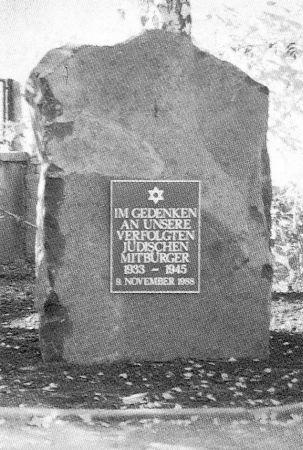 IM GEDENKEN
AN UNSERE
VERFOLGTEN
JÜDISCHEN
MITBÜRGER
1933 – 1945
9. NOVEMBER 1988